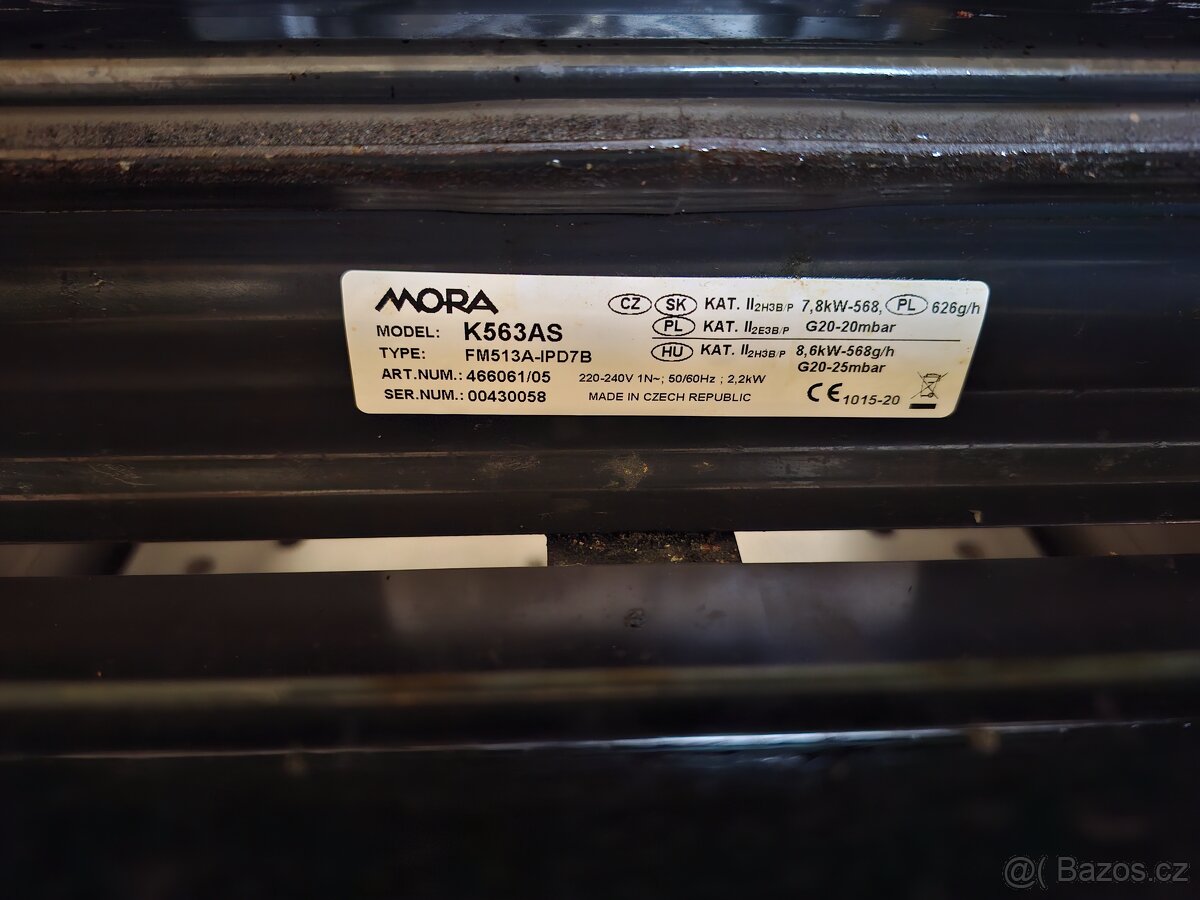 MORA
MODEL: K563AS
TYPE: FM513A-IPD7B
ART.NUM.: 466061/05
SER.NUM.: 00430058
CZ SK KAT. II2H3B/P 7,8kW-568, PL 626g/h
PL KAT. II2E3B/P G20-20mbar
HU KAT. II2H3B/P 8,6kW-568g/h
G20-25mbar
220-240V 1N~; 50/60Hz ; 2,2kW
MADE IN CZECH REPUBLIC
CE 1015-20
@( Bazos.cz